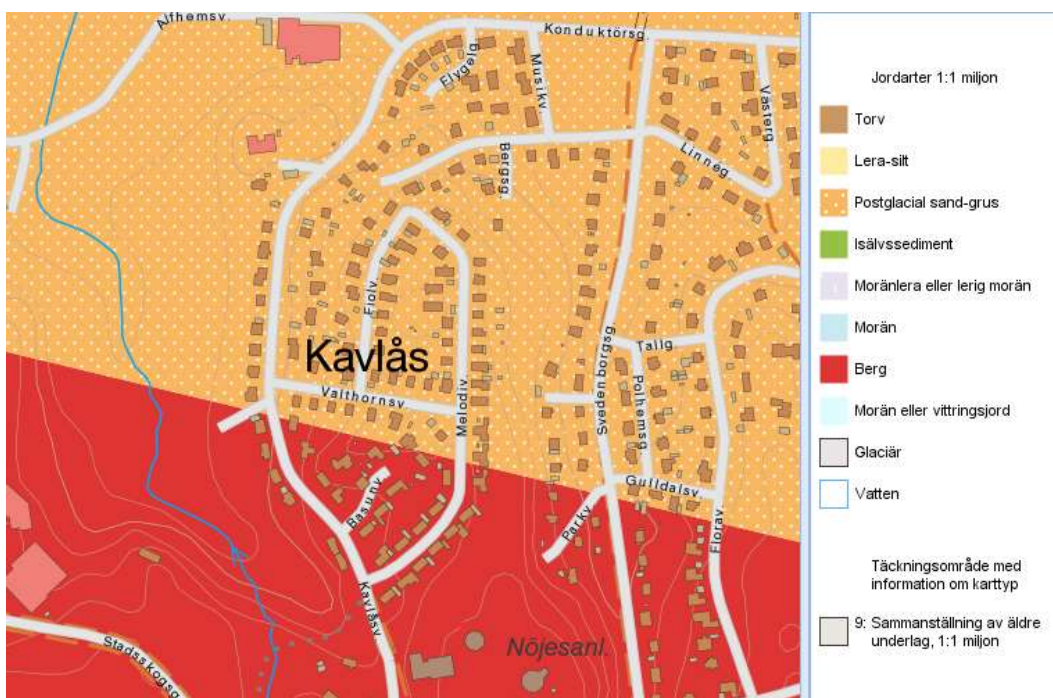 Alfhemsv.
Konduktörsg.
Flygelg.
Musikv.
Västerg.
Linneg.
Bergsg.
Fiolv.
Kavlås
Valthornsv.
Melodiv.
Svedenborgsg
Tallg
Polhemsg.
Gulldalsv.
Parkv
Florav.
Basunv
Kavlåsv.
Stadsskogsg
Nöjesanl.
Jordarter 1:1 miljon
Torv
Lera-silt
Postglacial sand-grus
Isälvssediment
Moränlera eller lerig morän
Morän
Berg
Morän eller vittringsjord
Glaciär
Vatten
Täckningsområde med
information om karttyp
9: Sammanställning av äldre
underlag, 1:1 miljon